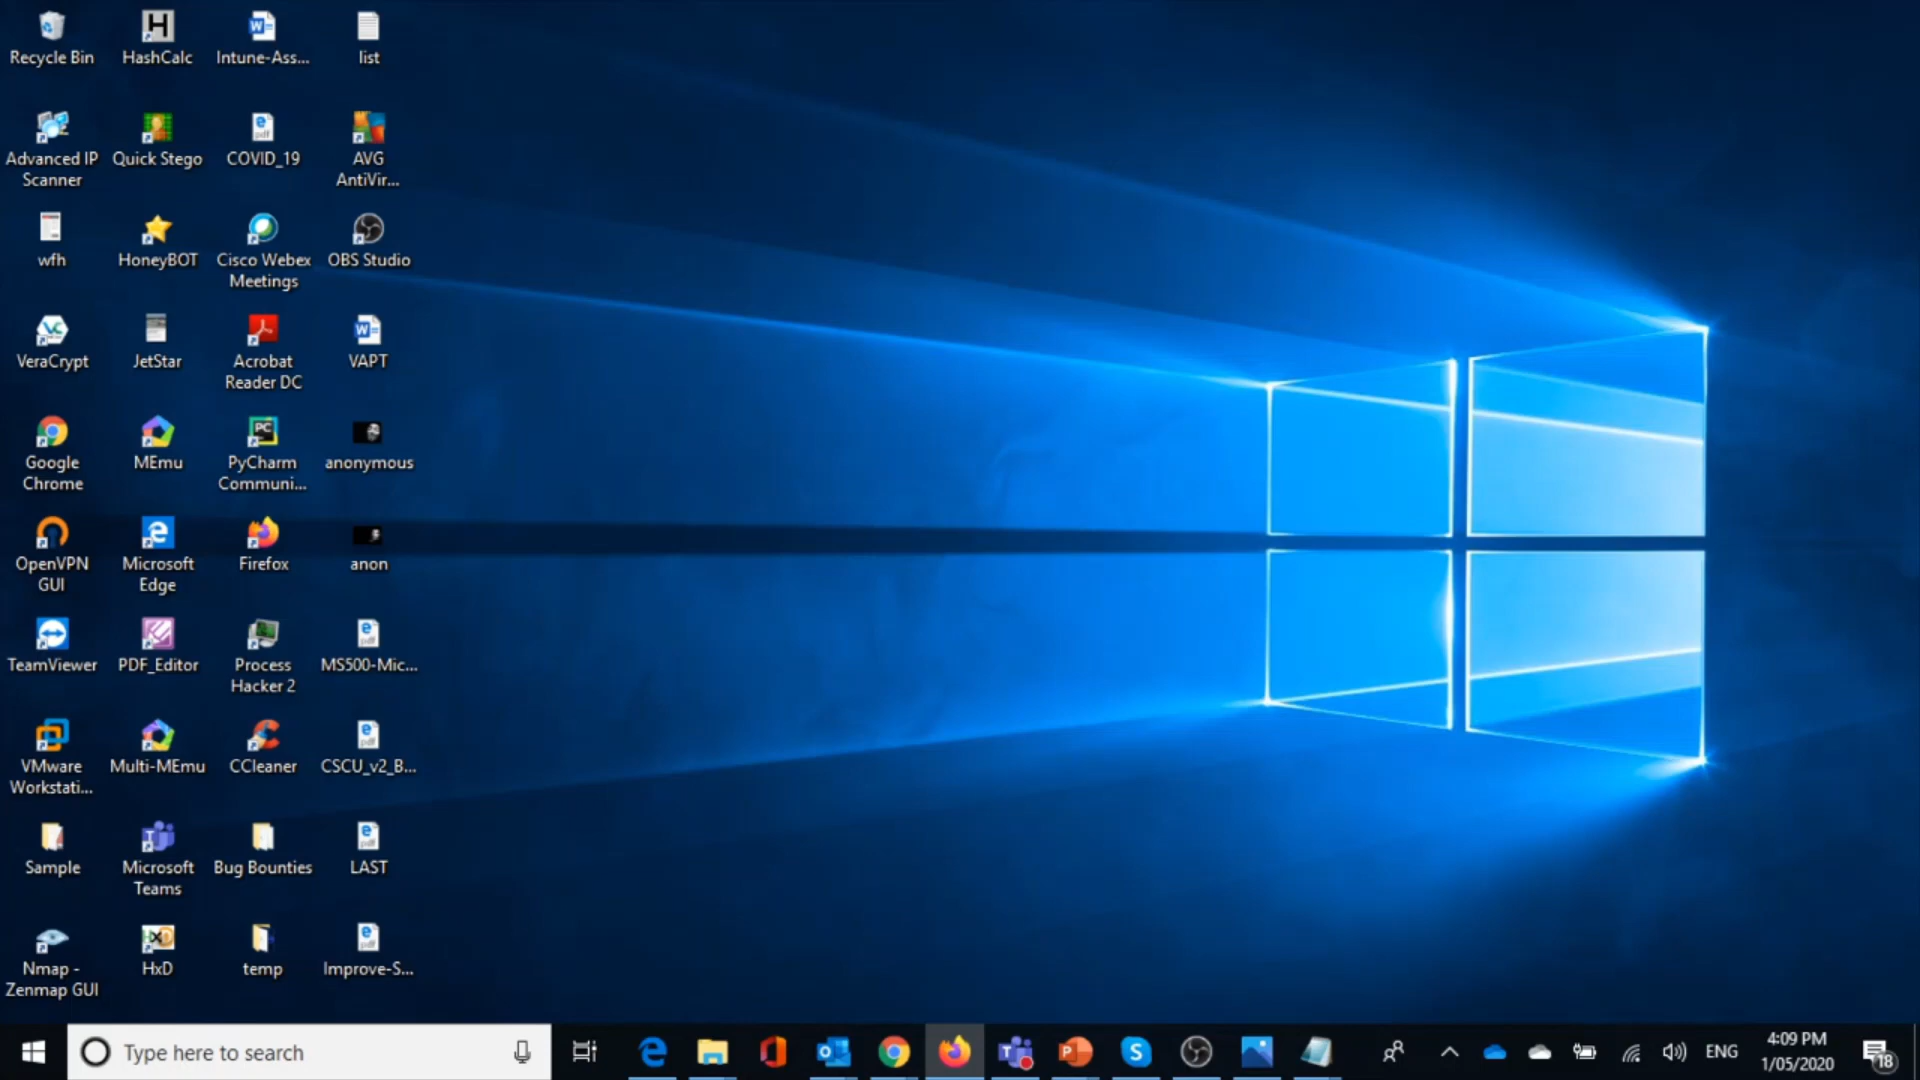 Recycle Bin
HashCalc
Intune-Ass...
list
Advanced IP
Scanner
Quick Stego
COVID_19
AVG
AntiVir...
wfh
HoneyBOT
Cisco Webex
Meetings
OBS Studio
VeraCrypt
JetStar
Acrobat
Reader DC
VAPT
Google
Chrome
MEmu
PyCharm
Communi...
anonymous
OpenVPN
GUI
Microsoft
Edge
Firefox
anon
TeamViewer
PDF_Editor
Process
Hacker 2
MS500-Mic...
VMware
Workstati...
Multi-MEmu
CCleaner
CSCU_v2_B...
Sample
Microsoft
Teams
Bug Bounties
LAST
Nmap -
Zenmap GUI
HxD
temp
Improve-S...
Type here to search
ENG
4:09 PM
1/05/2020
18